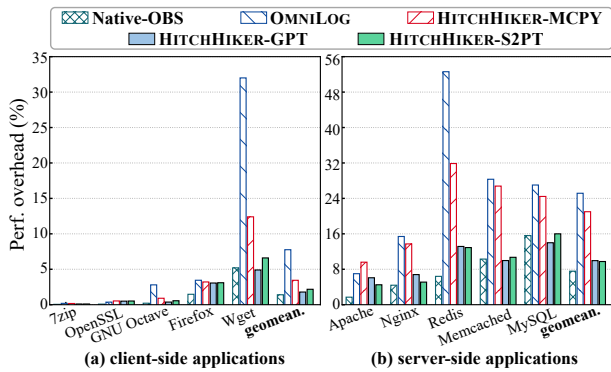 Native-OBS OMNILOG HITCHHIKER-MCPY
HITCHHIKER-GPT HITCHHIKER-S2PT
Perf. overhead (%)
35
30
25
20
15
10
5
0
7zip
OpenSSL
GNU Octave
Firefox
Wget
geomean.
(a) client-side applications
56
48
40
32
24
16
8
0
Apache
Nginx
Redis
Memcached
MySQL
geomean.
(b) server-side applications